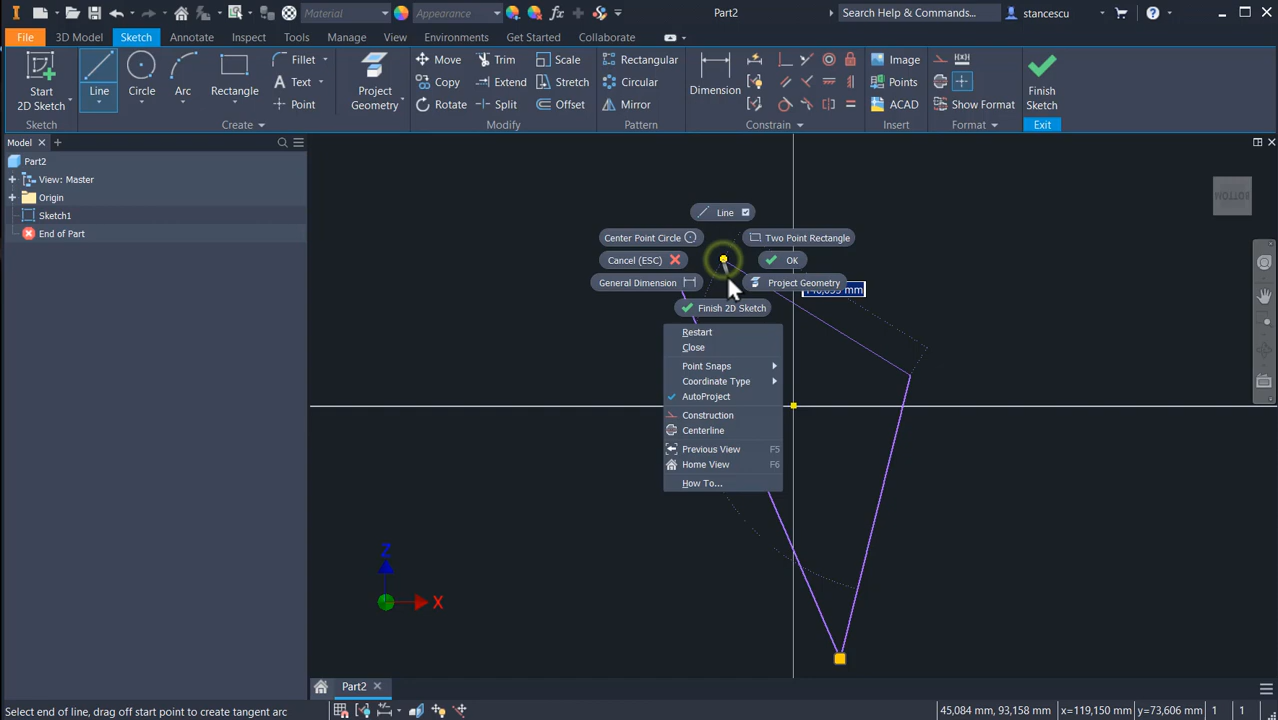 Material
Appearance
Part2
Search Help & Commands...
stancescu
File
3D Model
Sketch
Annotate
Inspect
Tools
Manage
View
Environments
Get Started
Collaborate
Start
2D Sketch
Line
Circle
Arc
Rectangle
Fillet
Text
Point
Project
Geometry
Move
Copy
Rotate
Trim
Extend
Split
Scale
Stretch
Offset
Rectangular
Circular
Mirror
Dimension
Image
Points
ACAD
Show Format
Finish
Sketch
Sketch
Create
Modify
Pattern
Constrain
Insert
Format
Exit
Model
Part2
View: Master
Origin
Sketch1
End of Part
BOTTOM
Line
Center Point Circle
Two Point Rectangle
Cancel (ESC)
OK
General Dimension
Project Geometry
Finish 2D Sketch
Restart
Close
Point Snaps
Coordinate Type
AutoProject
Construction
Centerline
Previous View F5
Home View F6
How To...
Z
X
Part2
Select end of line, drag off start point to create tangent arc
45,084 mm, 93,158 mm
x=119,150 mm, y=73,606 mm
1
1